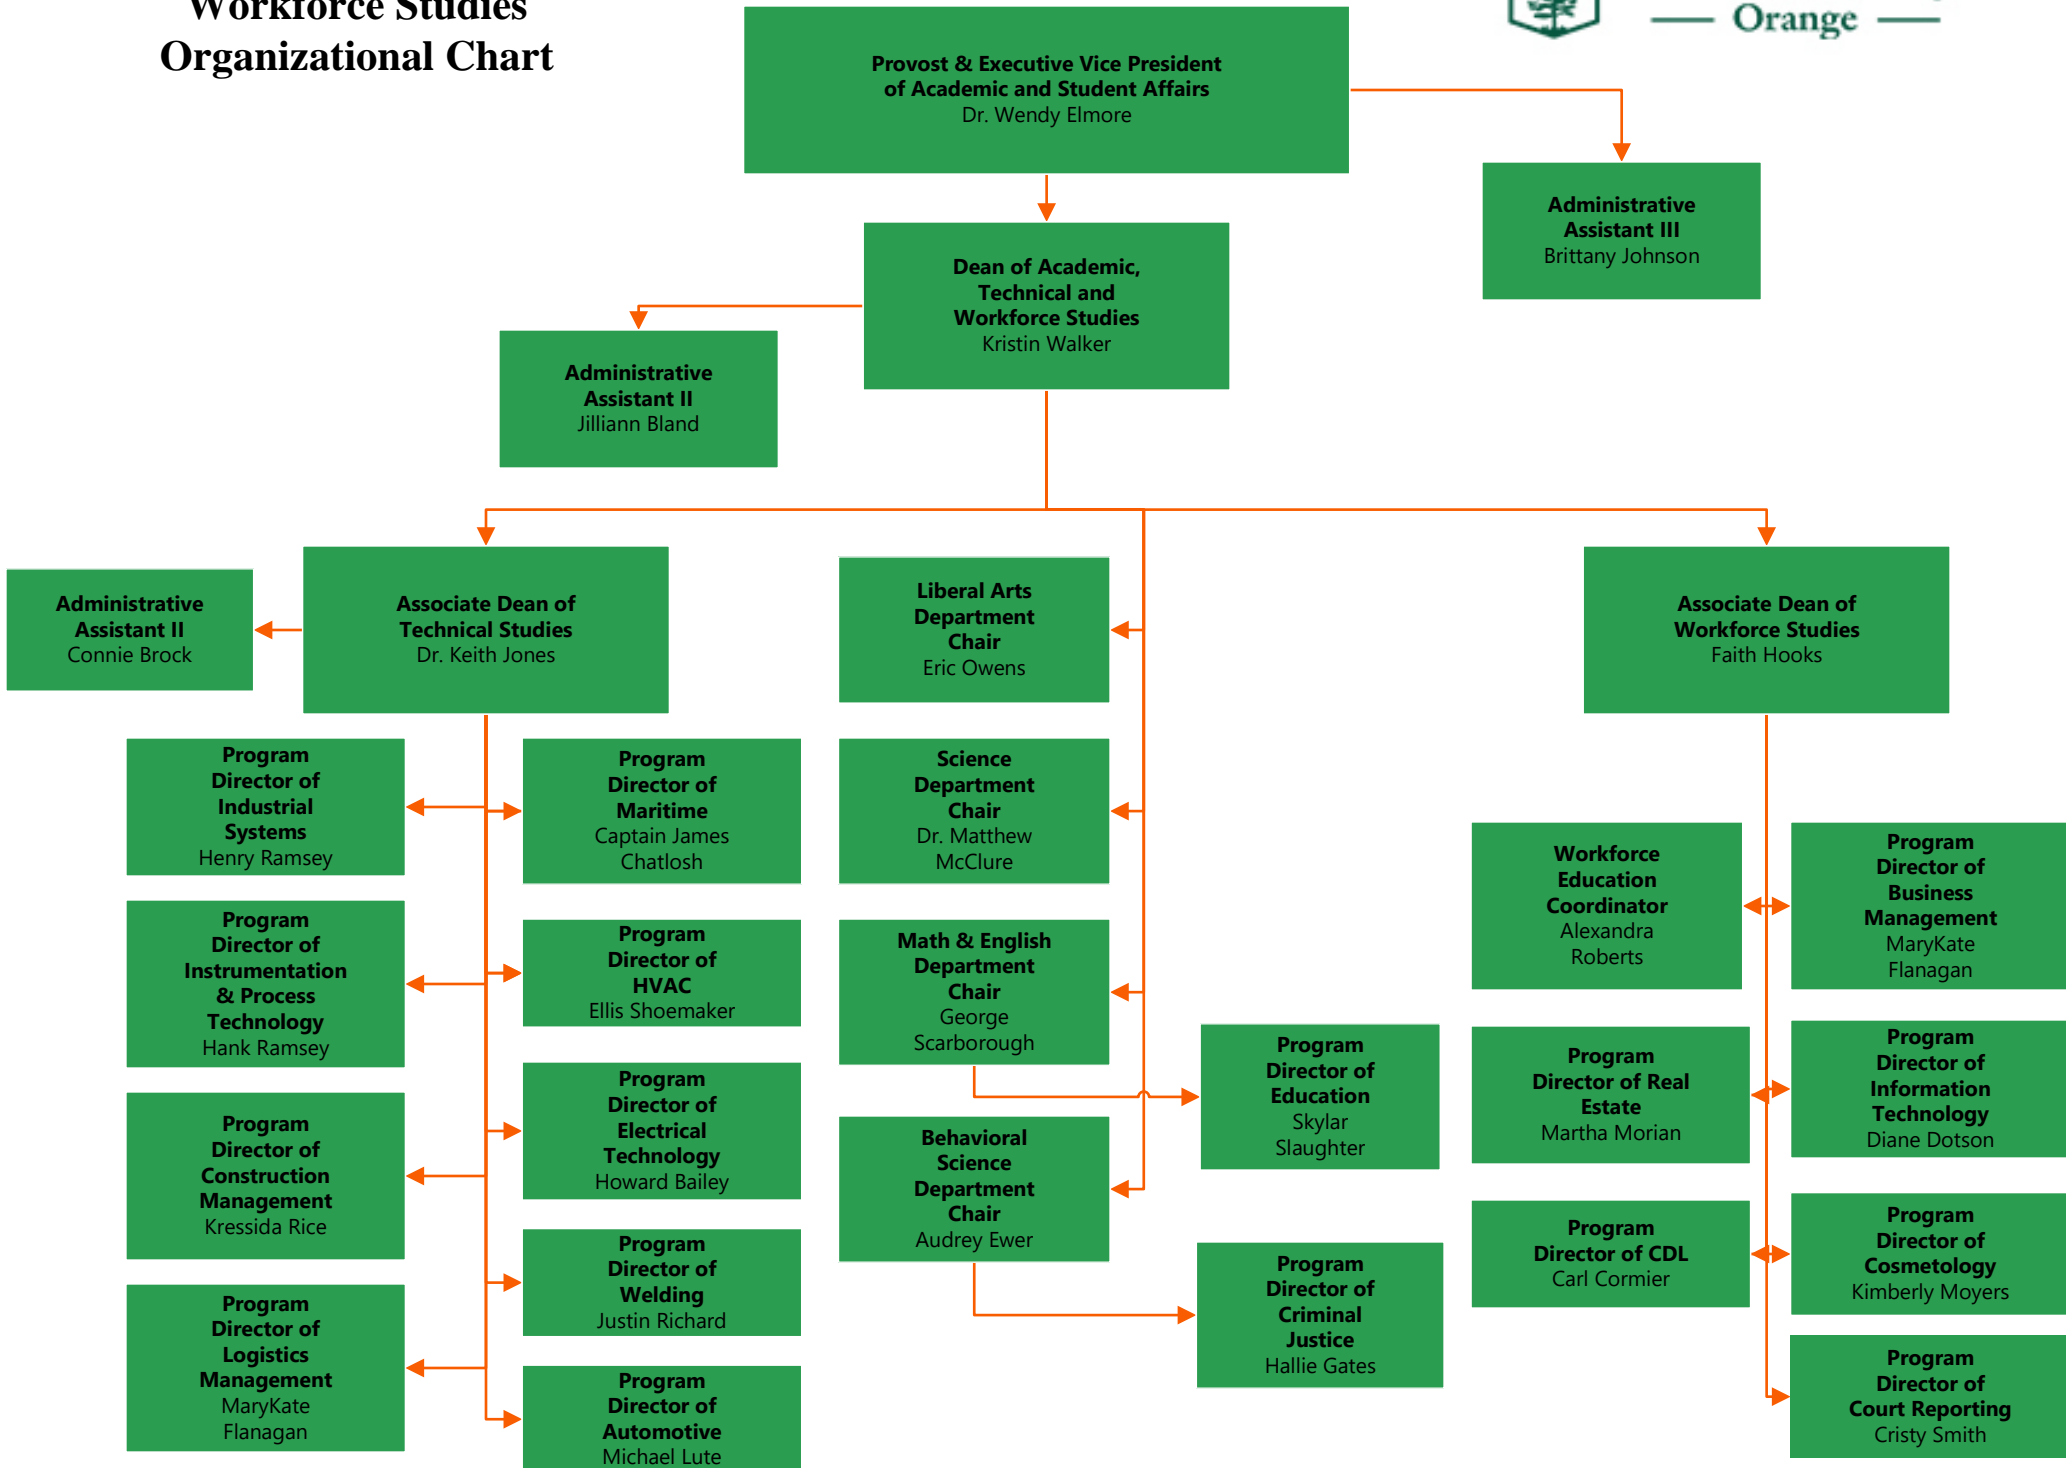 Workforce Studies
Organizational Chart
Orange
Provost & Executive Vice President
of Academic and Student Affairs
Dr. Wendy Elmore
Administrative
Assistant III
Brittany Johnson
Dean of Academic,
Technical and
Workforce Studies
Kristin Walker
Administrative
Assistant II
Jilliann Bland
Administrative
Assistant II
Connie Brock
Associate Dean of
Technical Studies
Dr. Keith Jones
Liberal Arts
Department
Chair
Eric Owens
Associate Dean of
Workforce Studies
Faith Hooks
Program
Director of
Industrial
Systems
Henry Ramsey
Program
Director of
Maritime
Captain James
Chatlosh
Science
Department
Chair
Dr. Matthew
McClure
Workforce
Education
Coordinator
Alexandra
Roberts
Program
Director of
Business
Management
MaryKate
Flanagan
Program
Director of
Instrumentation
& Process
Technology
Hank Ramsey
Program
Director of
HVAC
Ellis Shoemaker
Math & English
Department
Chair
George
Scarborough
Program
Director of
Education
Skylar
Slaughter
Program
Director of Real
Estate
Martha Morian
Program
Director of
Information
Technology
Diane Dotson
Program
Director of
Construction
Management
Kressida Rice
Program
Director of
Electrical
Technology
Howard Bailey
Behavioral
Science
Department
Chair
Audrey Ewer
Program
Director of CDL
Carl Cormier
Program
Director of
Cosmetology
Kimberly Moyers
Program
Director of
Logistics
Management
MaryKate
Flanagan
Program
Director of
Welding
Justin Richard
Program
Director of
Criminal
Justice
Hallie Gates
Program
Director of
Court Reporting
Cristy Smith
Program
Director of
Automotive
Michael Lute